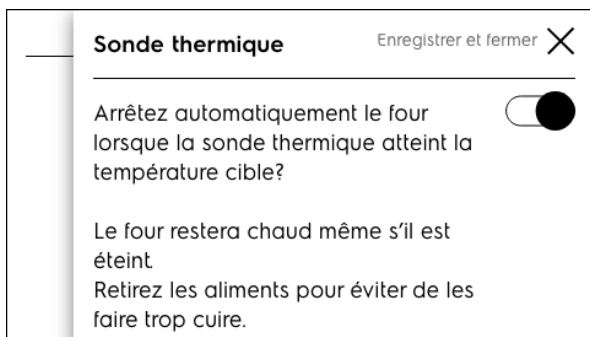 Sonde thermique
Enregistrer et fermer
Arrêtez automatiquement le four
lorsque la sonde thermique atteint la
température cible?
Le four restera chaud même s'il est
éteint.
Retirez les aliments pour éviter de les
faire trop cuire.